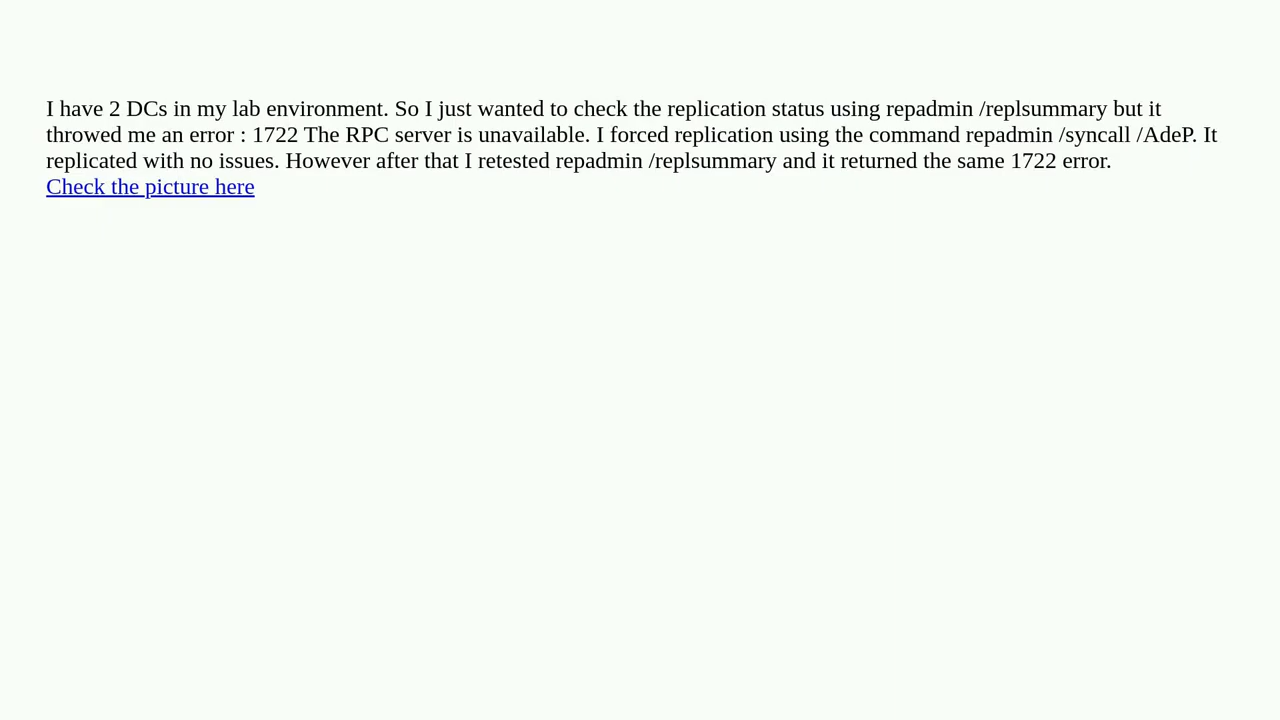 I have 2 DCs in my lab environment. So I just wanted to check the replication status using repadmin /replsummary but it
throwed me an error : 1722 The RPC server is unavailable. I forced replication using the command repadmin /syncall /AdeP. It
replicated with no issues. However after that I retested repadmin /replsummary and it returned the same 1722 error.
Check the picture here